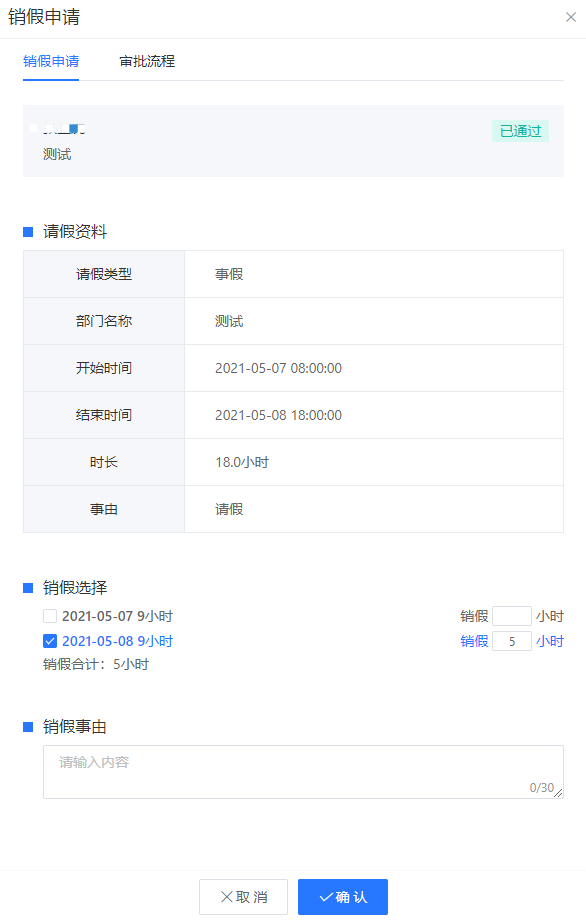 销假申请
销假申请 审批流程
已通过
测试
请假资料
请假类型 事假
部门名称 测试
开始时间 2021-05-07 08:00:00
结束时间 2021-05-08 18:00:00
时长 18.0小时
事由 请假
销假选择
2021-05-07 9小时 销假 小时
2021-05-08 9小时 销假 5 小时
销假合计：5小时
销假事由
请输入内容
0/30
取消 确认